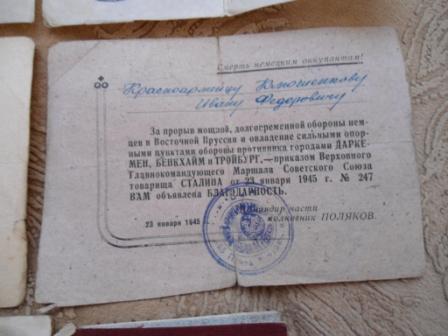 Смерть немецким оккупантам!
Красноармейцу
Ивану Федоровичу
За прорыв мощной, долговременной обороны нем-
цев в Восточной Пруссии и овладение сильными опор-
ными пунктами обороны противника городами ДАРКЕ-
МЕН, БЕНКХАЙМ и ТРОЙБУРГ,—приказом Верховного
Главнокомандующего Маршала Советского Союза
товарища СТАЛИНА от 23 января 1945 г. № 247
ВАМ объявлена БЛАГОДАРНОСТЬ.
Командир части
полковник ПОЛЯКОВ.
23 января 1945